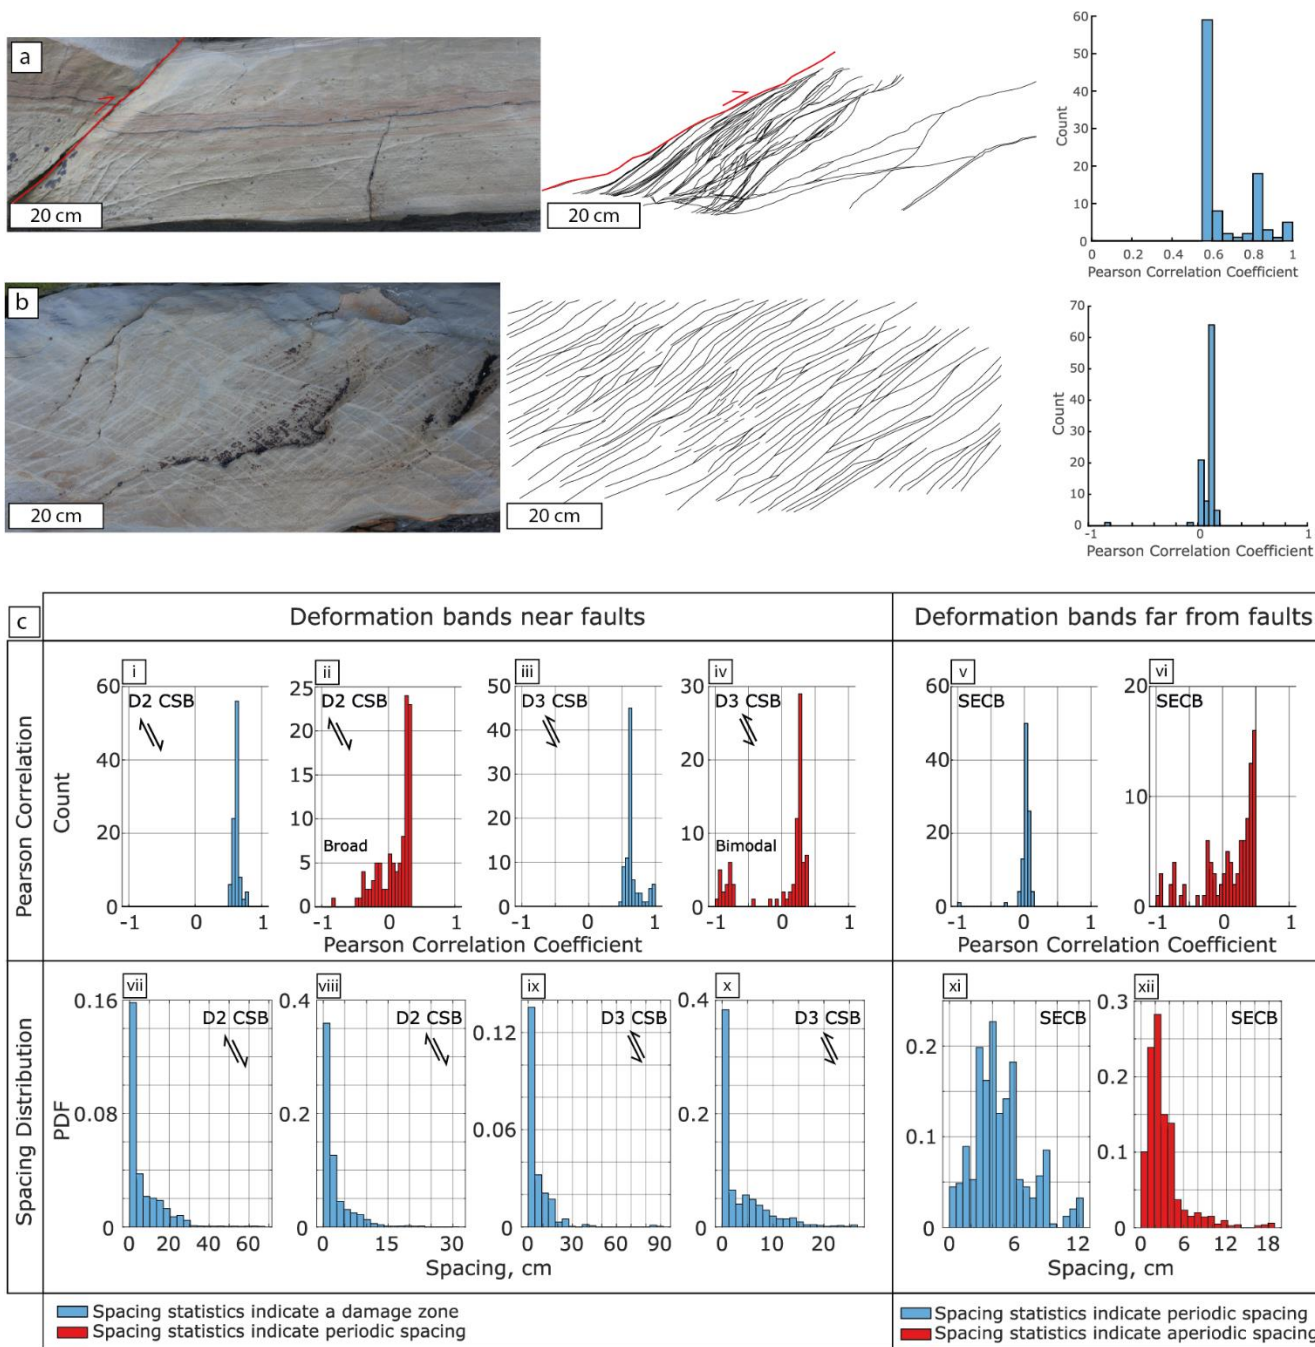 a
20 cm
20 cm
60
50
40
30
20
10
0
Count
0 0.2 0.4 0.6 0.8 1
Pearson Correlation Coefficient
b
20 cm
20 cm
70
60
50
40
30
20
10
0
Count
-1 0 1
Pearson Correlation Coefficient
c
Deformation bands near faults
Deformation bands far from faults
Pearson Correlation
Count
i
D2 CSB
60
40
20
0
-1 0 1
ii
D2 CSB
25
20
15
10
5
0
Broad
-1 0 1
iii
D3 CSB
50
40
30
20
10
0
-1 0 1
iv
D3 CSB
30
20
10
0
Bimodal
-1 0 1
Pearson Correlation Coefficient
v
SECB
60
40
20
0
-1 0 1
vi
SECB
20
10
0
-1 0 1
Pearson Correlation Coefficient
Spacing Distribution
PDF
vii
D2 CSB
0.16
0.08
0
0 20 40 60
viii
D2 CSB
0.4
0.2
0
0 15 30
ix
D3 CSB
0.12
0.06
0
0 30 60 90
x
D3 CSB
0.4
0.2
0
0 10 20
Spacing, cm
xi
SECB
0.2
0.1
0
0 6 12
xii
SECB
0.3
0.2
0.1
0
0 6 12 18
Spacing, cm
Spacing statistics indicate a damage zone
Spacing statistics indicate periodic spacing
Spacing statistics indicate periodic spacing
Spacing statistics indicate aperiodic spacing